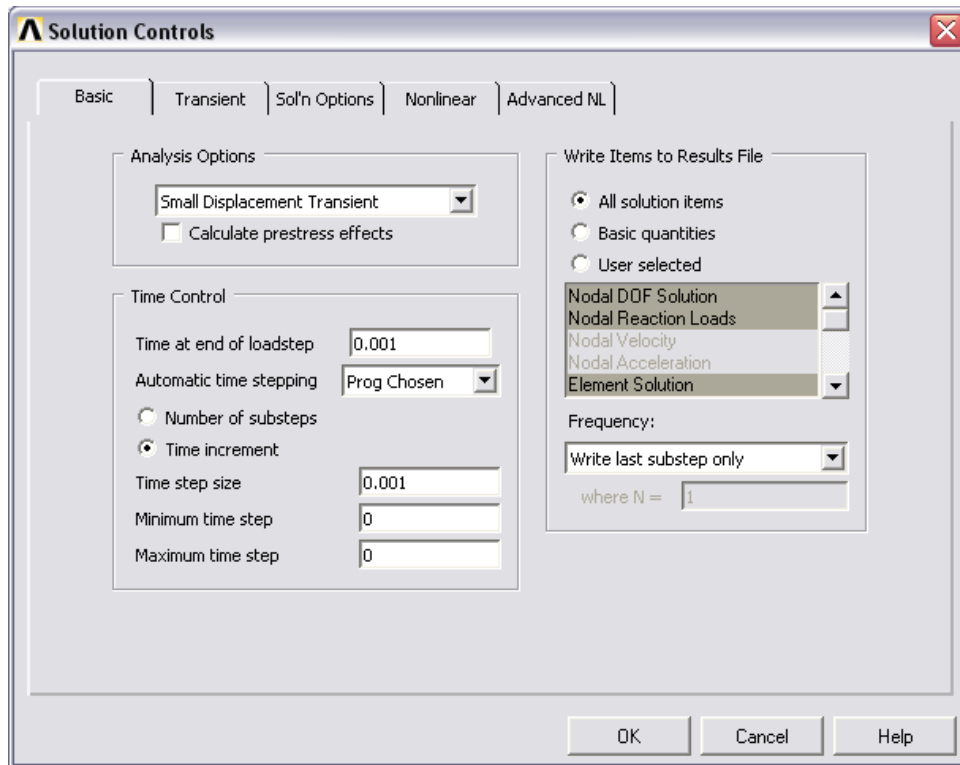 Solution Controls
Basic
Transient
Sol'n Options
Nonlinear
Advanced NL
Analysis Options
Small Displacement Transient
Calculate prestress effects
Time Control
Time at end of loadstep 0.001
Automatic time stepping Prog Chosen
Number of substeps
Time increment
Time step size 0.001
Minimum time step 0
Maximum time step 0
Write Items to Results File
All solution items
Basic quantities
User selected
Nodal DOF Solution
Nodal Reaction Loads
Nodal Velocity
Nodal Acceleration
Element Solution
Frequency:
Write last substep only
where N = 1
OK
Cancel
Help